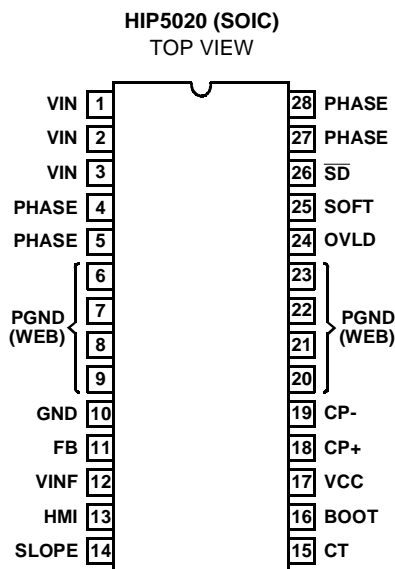 HIP5020 (SOIC)
TOP VIEW
VIN 1 28 PHASE
VIN 2 27 PHASE
VIN 3 26 SD
PHASE 4 25 SOFT
PHASE 5 24 OVLD
6 23
7 22
PGND (WEB) PGND (WEB)
8 21
9 20
GND 10 19 CP-
FB 11 18 CP+
VINF 12 17 VCC
HMI 13 16 BOOT
SLOPE 14 15 CT